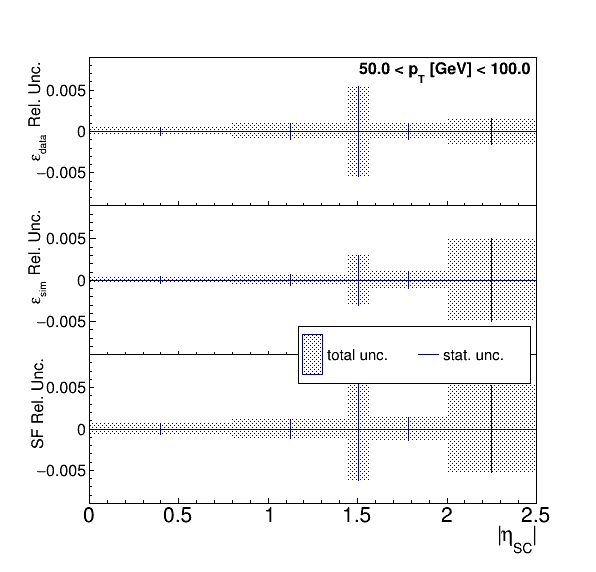 50.0 < p_T [GeV] < 100.0
ε_data Rel. Unc.
0.005
0
−0.005
ε_sim Rel. Unc.
0.005
0
−0.005
total unc.
stat. unc.
SF Rel. Unc.
0.005
0
−0.005
0 0.5 1 1.5 2 2.5
|η_SC|